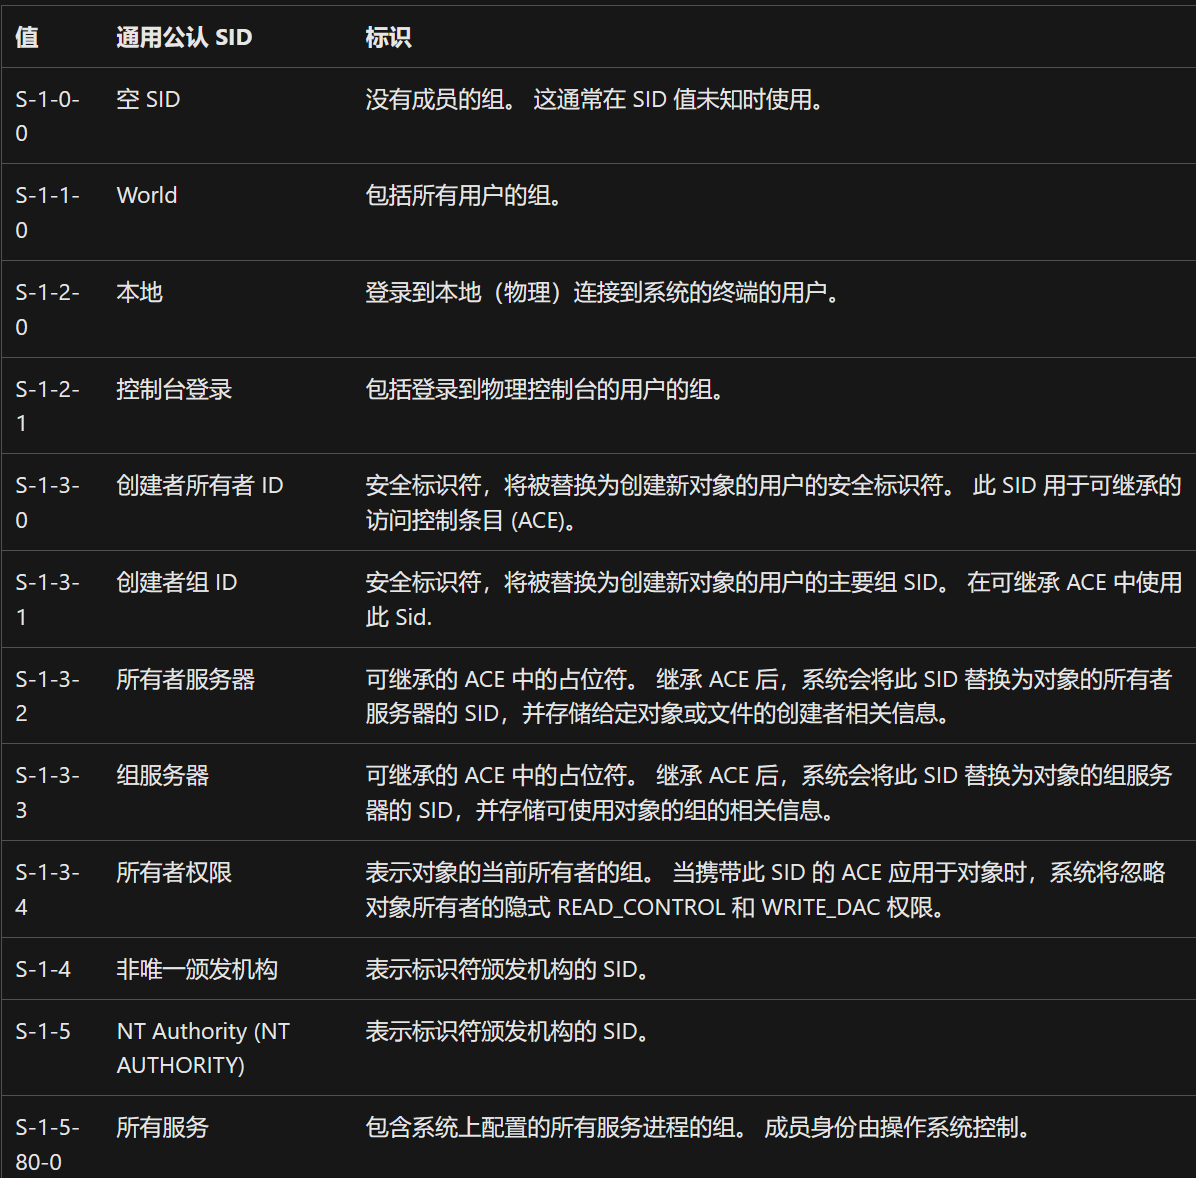 值 通用公认 SID 标识
S-1-0- 空 SID 没有成员的组。 这通常在 SID 值未知时使用。
0
S-1-1- World 包括所有用户的组。
0
S-1-2- 本地 登录到本地（物理）连接到系统的终端的用户。
0
S-1-2- 控制台登录 包括登录到物理控制台的用户的组。
1
S-1-3- 创建者所有者 ID 安全标识符，将被替换为创建新对象的用户的安全标识符。 此 SID 用于可继承的
0 访问控制条目 (ACE)。
S-1-3- 创建者组 ID 安全标识符，将被替换为创建新对象的用户的主要组 SID。 在可继承 ACE 中使用
1 此 Sid.
S-1-3- 所有者服务器 可继承的 ACE 中的占位符。 继承 ACE 后，系统会将此 SID 替换为对象的所有者
2 服务器的 SID，并存储给定对象或文件的创建者相关信息。
S-1-3- 组服务器 可继承的 ACE 中的占位符。 继承 ACE 后，系统会将此 SID 替换为对象的组服务
3 器的 SID，并存储可使用对象的组的相关信息。
S-1-3- 所有者权限 表示对象的当前所有者的组。 当携带此 SID 的 ACE 应用于对象时，系统将忽略
4 对象所有者的隐式 READ_CONTROL 和 WRITE_DAC 权限。
S-1-4 非唯一颁发机构 表示标识符颁发机构的 SID。
S-1-5 NT Authority (NT 表示标识符颁发机构的 SID。
AUTHORITY)
S-1-5- 所有服务 包含系统上配置的所有服务进程的组。 成员身份由操作系统控制。
80-0